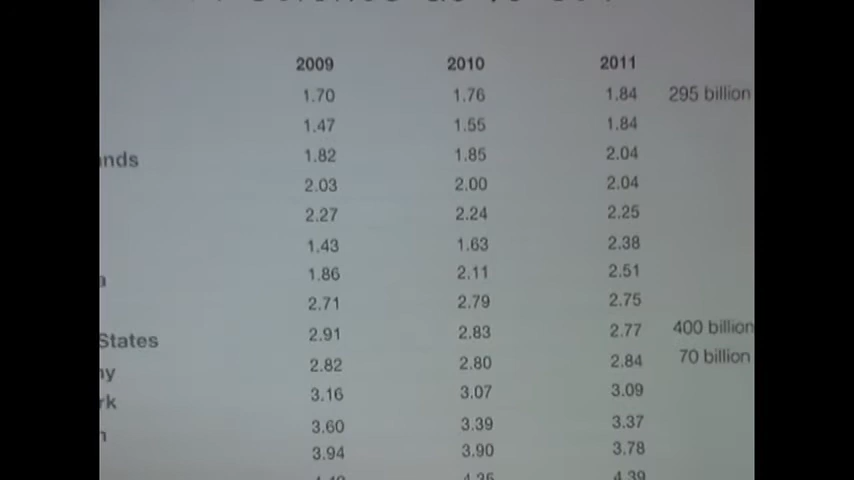 2009 2010 2011
1.70 1.76 1.84 295 billion
1.47 1.55 1.84
1.82 1.85 2.04
2.03 2.00 2.04
2.27 2.24 2.25
1.43 1.63 2.38
1.86 2.11 2.51
2.71 2.79 2.75
States 2.91 2.83 2.77 400 billion
2.82 2.80 2.84 70 billion
3.16 3.07 3.09
3.60 3.39 3.37
3.94 3.90 3.78
4.39